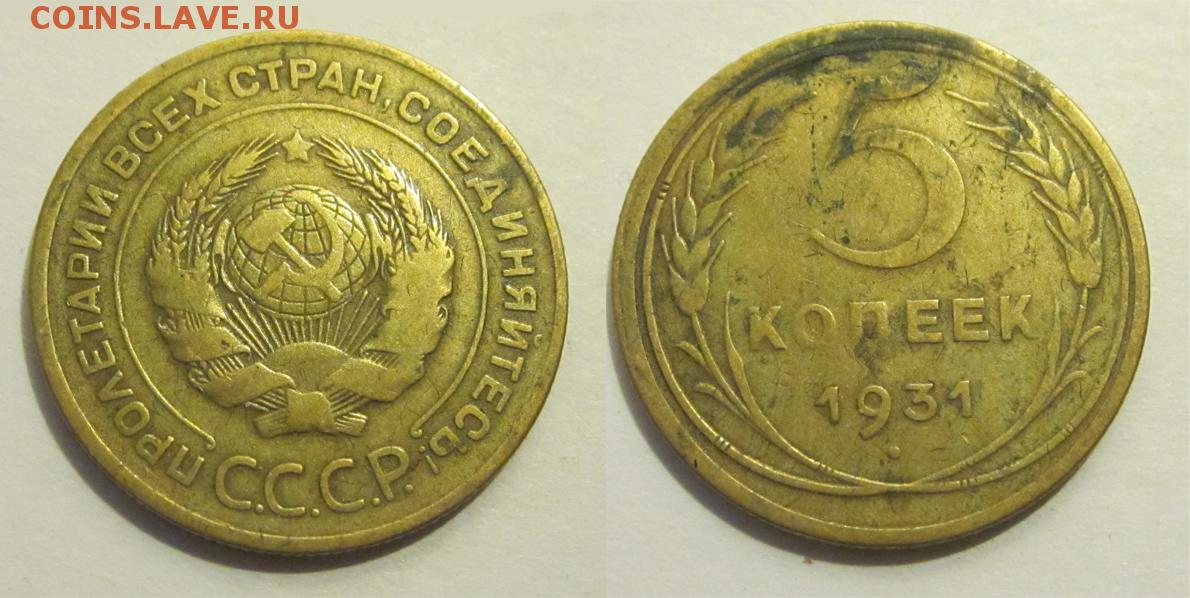 COINS.LAVE.RU
ПРОЛЕТАРИИ ВСЕХ СТРАН, СОЕДИНЯЙТЕСЬ!
С.С.С.Р.
5
КОПЕЕК
1931